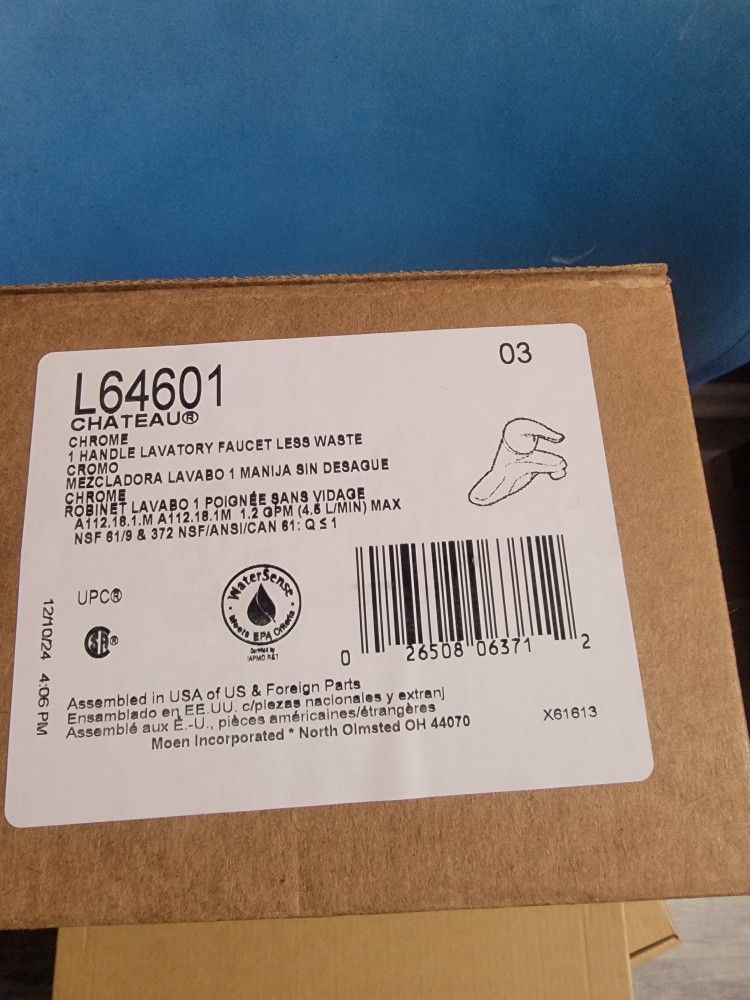 03
L64601
CHATEAU®
CHROME
1 HANDLE LAVATORY FAUCET LESS WASTE
CROMO
MEZCLADORA LAVABO 1 MANIJA SIN DESAGUE
CHROME
ROBINET LAVABO 1 POIGNÉE SANS VIDAGE
A112.18.1.M A112.18.1M 1.2 GPM (4.5 L/MIN) MAX
NSF 61/9 & 372 NSF/ANSI/CAN 61: Q ≤ 1
UPC®
WaterSense
Meets EPA Criteria
Certified by
IAPMO R&T
®
0 26508 06371 2
12/10/24 4:06 PM
Assembled in USA of US & Foreign Parts
Ensamblado en EE.UU. c/piezas nacionales y extranj
Assemblé aux É.-U., pièces américaines/étrangères
Moen Incorporated * North Olmsted OH 44070
X61613